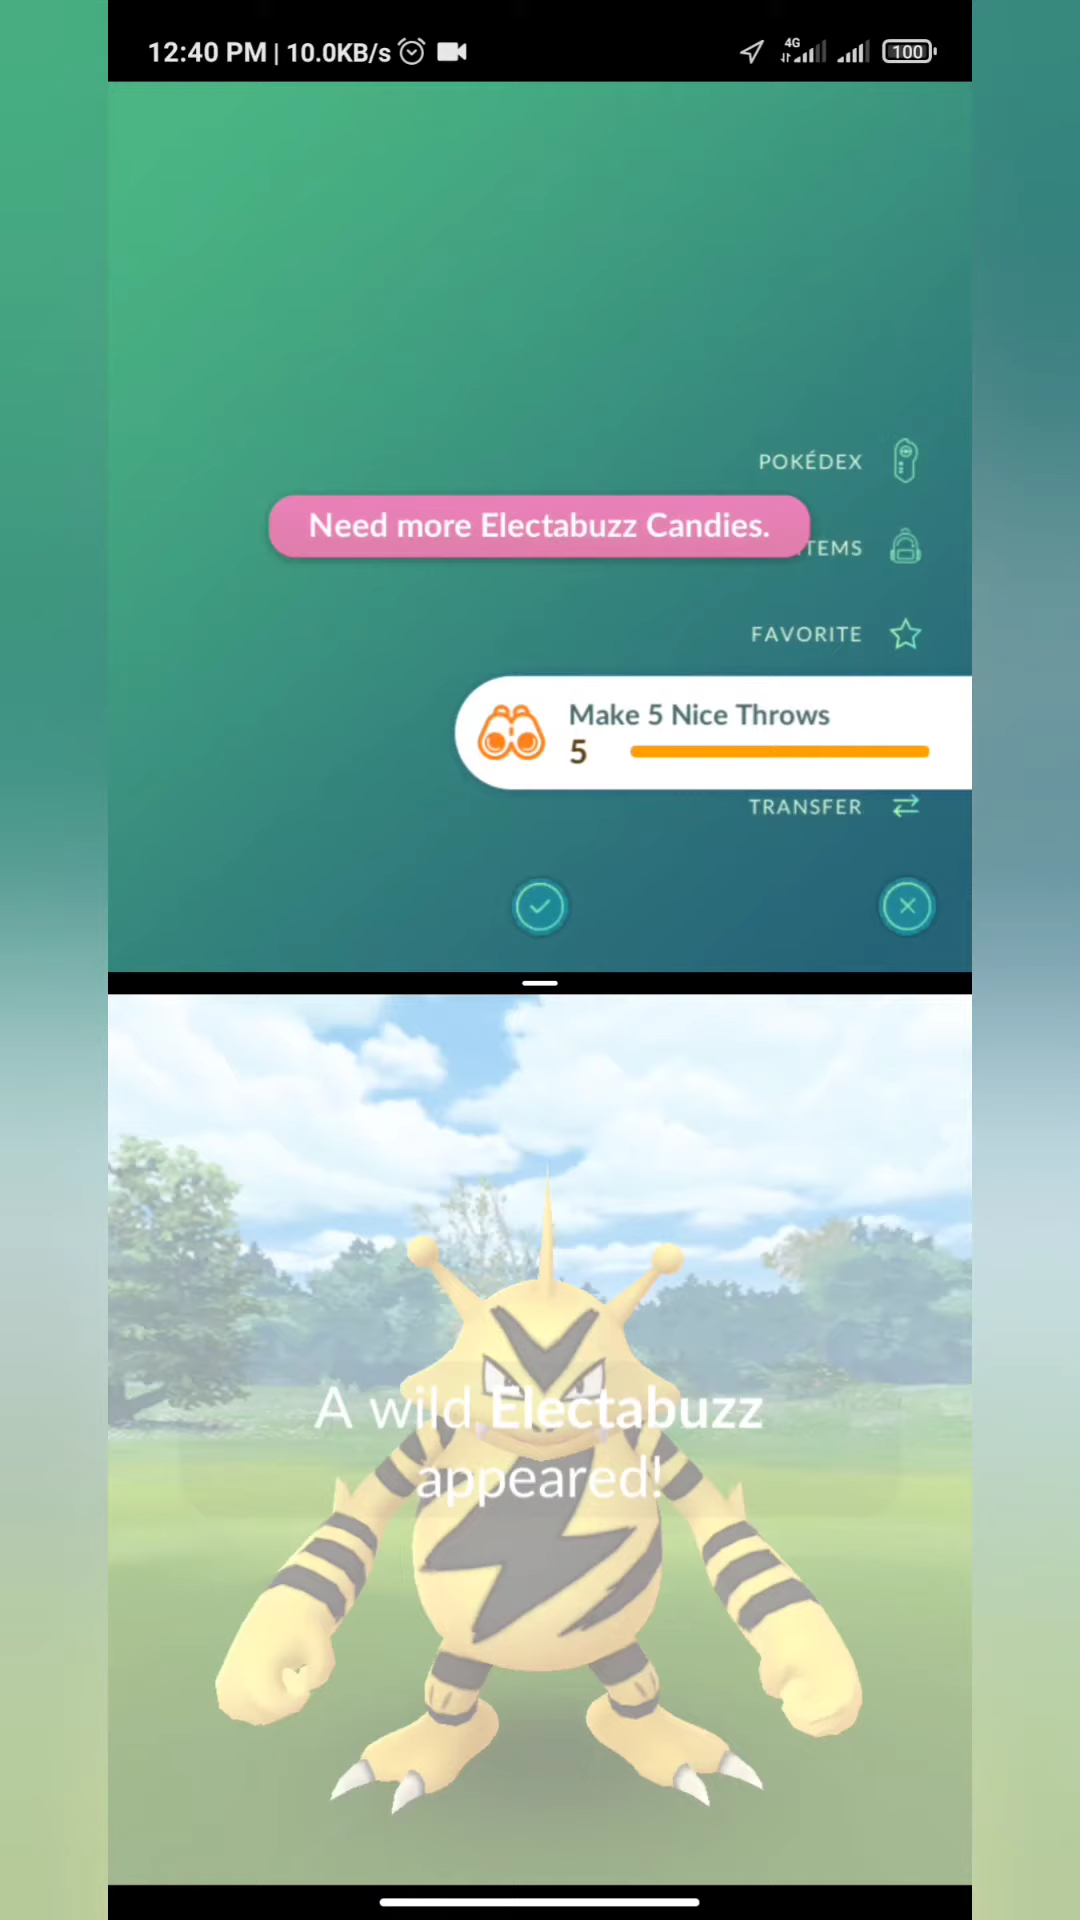 12:40 PM | 10.0KB/s
4G
100
POKÉDEX
Need more Electabuzz Candies.
TEMS
FAVORITE
Make 5 Nice Throws
5
TRANSFER
A wild Electabuzz
appeared!